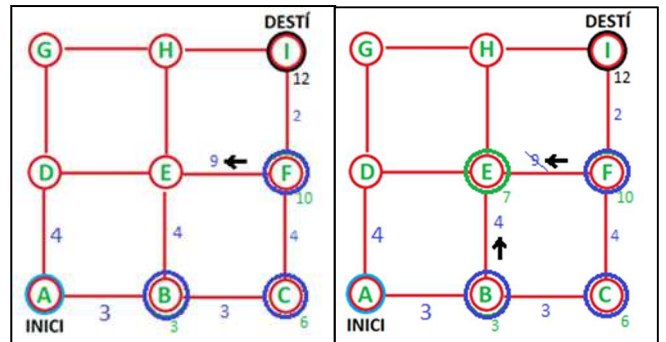 DESTÍ
G H I
12
2
9
D E F
10
4 4 4
A B C
INICI 3 3 3 6
DESTÍ
G H I
12
2
9
D E F
7 10
4 4 4
A B C
INICI 3 3 3 6